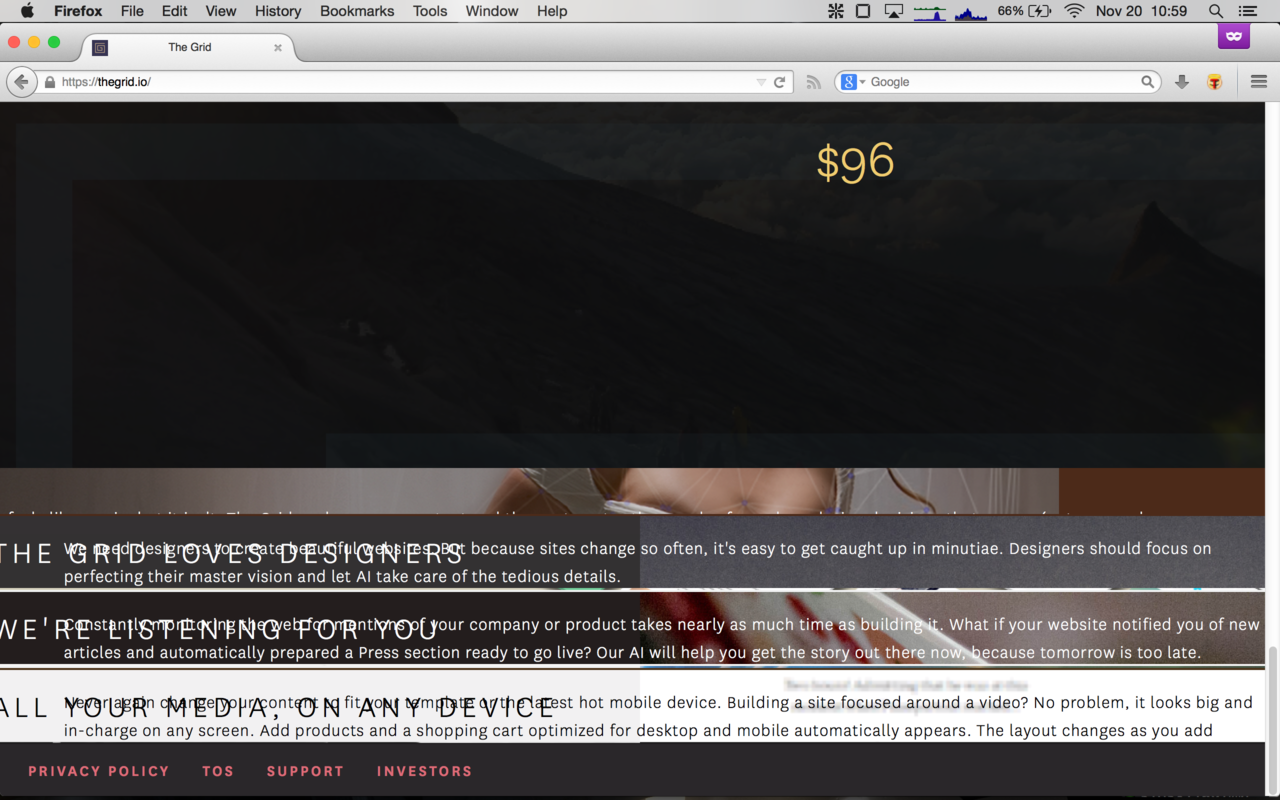 Firefox File Edit View History Bookmarks Tools Window Help 66% Nov 20 10:59
The Grid
https://thegrid.io/ Google
$96
THE GRID LOVES DESIGNERS
We need designers to create beautiful websites. But because sites change so often, it's easy to get caught up in minutiae. Designers should focus on
perfecting their master vision and let AI take care of the tedious details.
WE'RE LISTENING FOR YOU
Constantly monitoring the web for mentions of your company or product takes nearly as much time as building it. What if your website notified you of new
articles and automatically prepared a Press section ready to go live? Our AI will help you get the story out there now, because tomorrow is too late.
ALL YOUR MEDIA, ON ANY DEVICE
Never again change your content to fit your template or the latest hot mobile device. Building a site focused around a video? No problem, it looks big and
in-charge on any screen. Add products and a shopping cart optimized for desktop and mobile automatically appears. The layout changes as you add
PRIVACY POLICY TOS SUPPORT INVESTORS